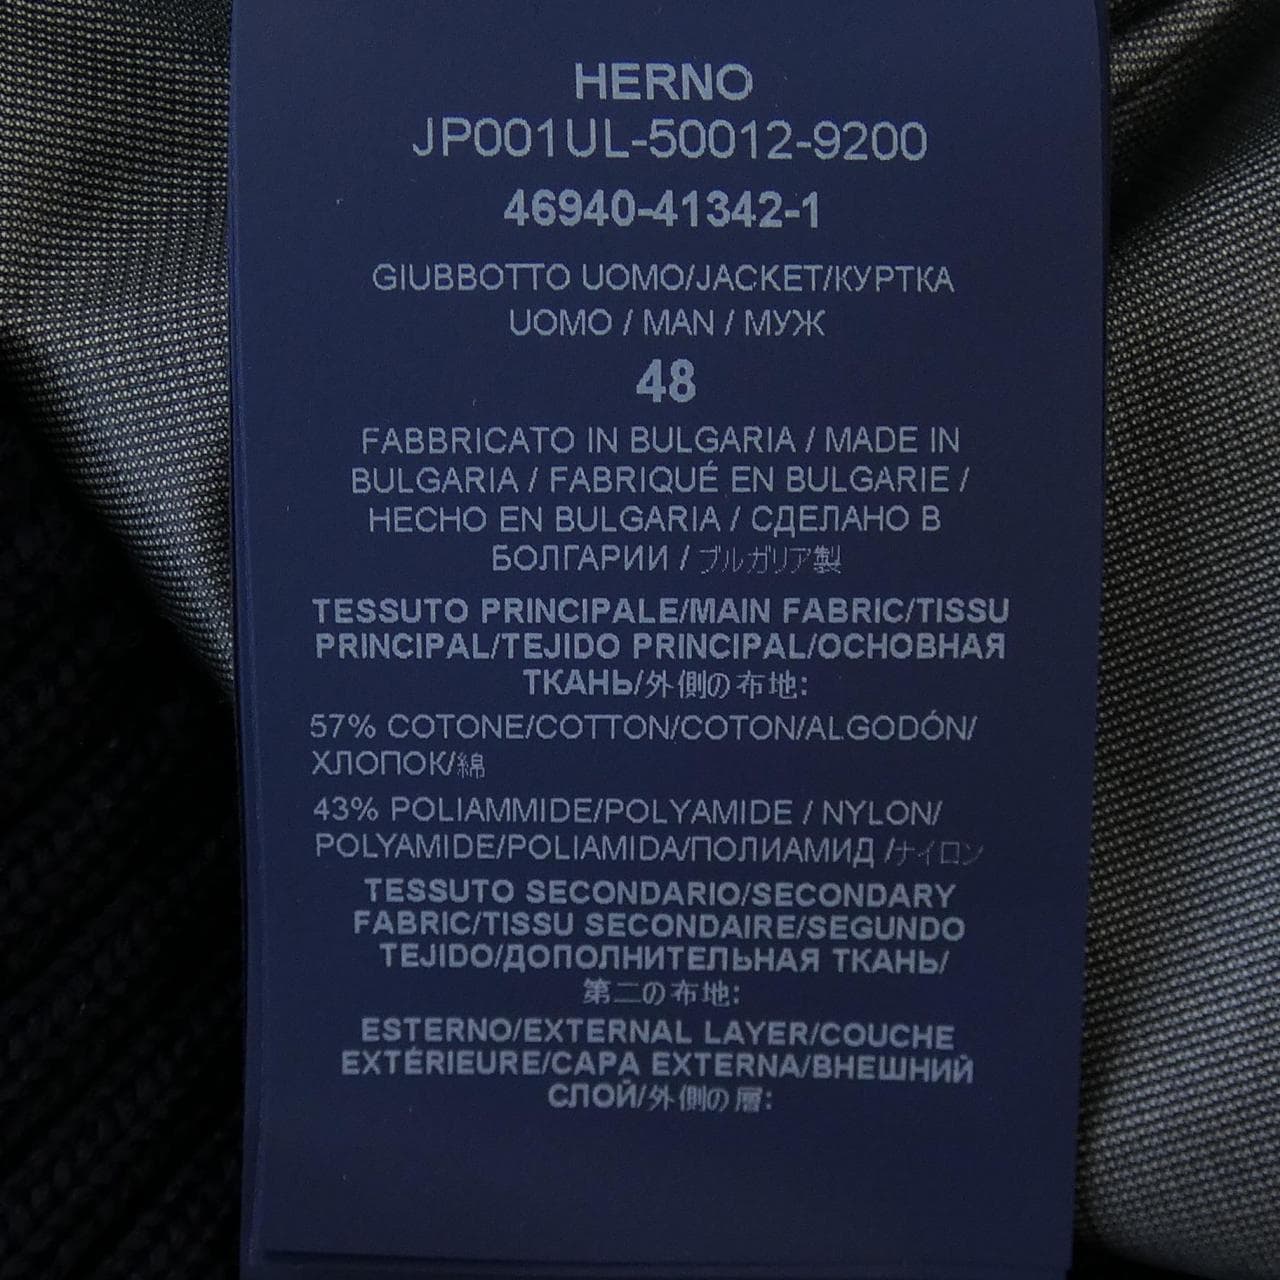 HERNO
JP001UL-50012-9200
46940-41342-1
GIUBBOTTO UOMO/JACKET/КУРТКА
UOMO / MAN / МУЖ
48
FABBRICATO IN BULGARIA / MADE IN
BULGARIA / FABRIQUÉ EN BULGARIE /
HECHO EN BULGARIA / СДЕЛАНО В
БОЛГАРИИ / ブルガリア製
TESSUTO PRINCIPALE/MAIN FABRIC/TISSU
PRINCIPAL/TEJIDO PRINCIPAL/ОСНОВНАЯ
ТКАНЬ/外側の布地:
57% COTONE/COTTON/COTON/ALGODÓN/
ХЛОПОК/綿
43% POLIAMMIDE/POLYAMIDE / NYLON/
POLYAMIDE/POLIAMIDA/ПОЛИАМИД /ナイロン
TESSUTO SECONDARIO/SECONDARY
FABRIC/TISSU SECONDAIRE/SEGUNDO
TEJIDO/ДОПОЛНИТЕЛЬНАЯ ТКАНЬ/
第二の布地:
ESTERNO/EXTERNAL LAYER/COUCHE
EXTÉRIEURE/CAPA EXTERNA/ВНЕШНИЙ
СЛОЙ/外側の層: